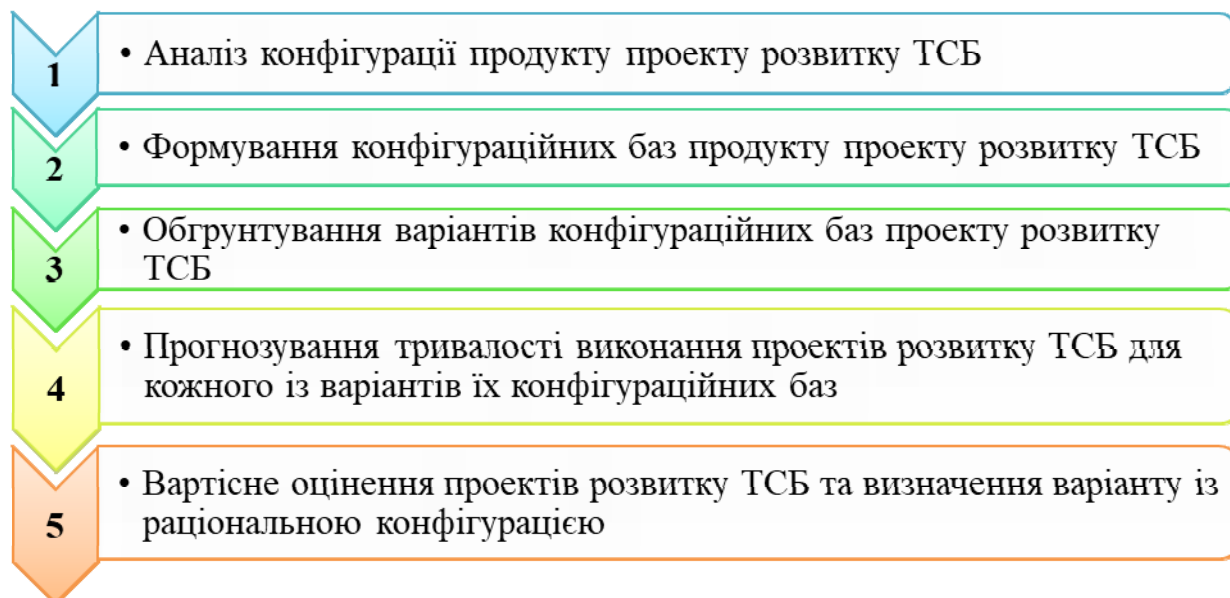 1
• Аналіз конфігурації продукту проекту розвитку ТСБ
2
• Формування конфігураційних баз продукту проекту розвитку ТСБ
3
• Обгрунтування варіантів конфігураційних баз проекту розвитку
ТСБ
4
• Прогнозування тривалості виконання проектів розвитку ТСБ для
кожного із варіантів їх конфігураційних баз
5
• Вартісне оцінення проектів розвитку ТСБ та визначення варіанту із
раціональною конфігурацією